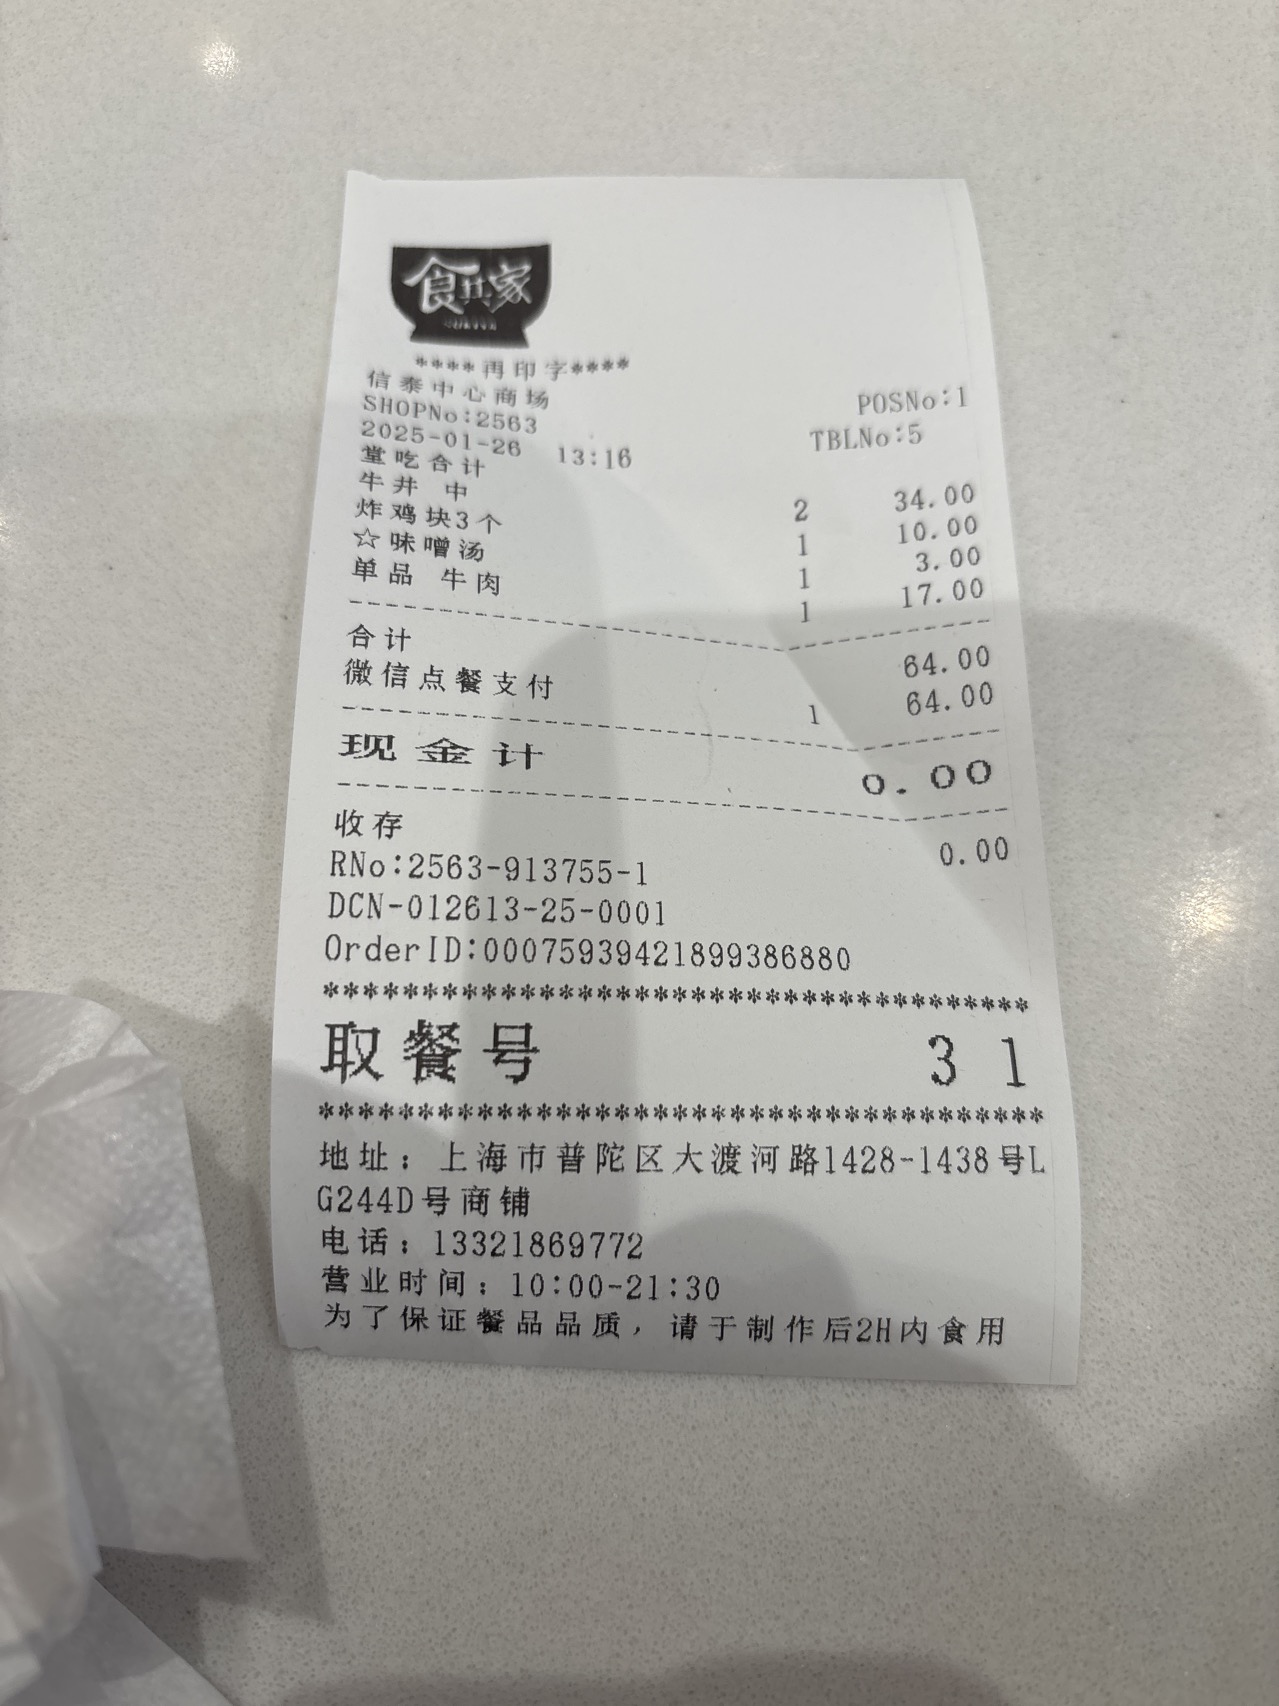 食其家
****再印字****
信泰中心商场
SHOPNo:2563 POSNo:1
2025-01-26 13:16 TBLNo:5
堂吃合计
牛丼 中 2 34.00
炸鸡块3个 1 10.00
☆味噌汤 1 3.00
单品 牛肉 1 17.00
合计 64.00
微信点餐支付 1 64.00
现金计 0.00
收存 0.00
RNo:2563-913755-1
DCN-012613-25-0001
OrderID:00075939421899386880
************************************
取餐号 31
*************************************
地址：上海市普陀区大渡河路1428-1438号L
G244D号商铺
电话：13321869772
营业时间：10:00-21:30
为了保证餐品品质，请于制作后2H内食用